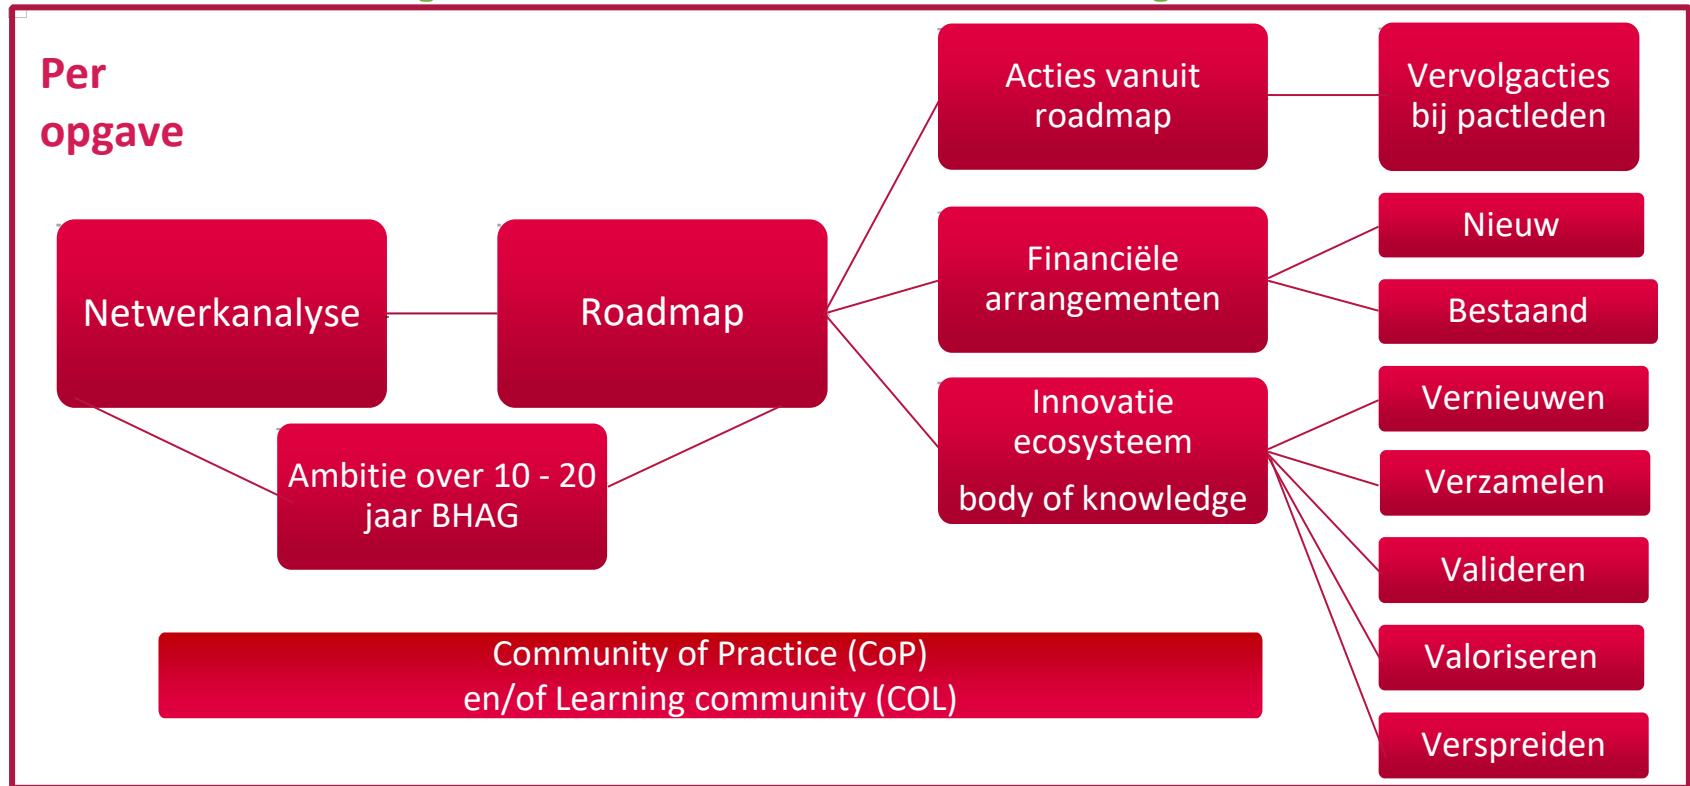 Per
opgave
Netwerkanalyse
Roadmap
Ambitie over 10 - 20
jaar BHAG
Acties vanuit
roadmap
Vervolgacties
bij pactleden
Financiële
arrangementen
Nieuw
Bestaand
Innovatie
ecosysteem
body of knowledge
Vernieuwen
Verzamelen
Valideren
Valoriseren
Verspreiden
Community of Practice (CoP)
en/of Learning community (COL)